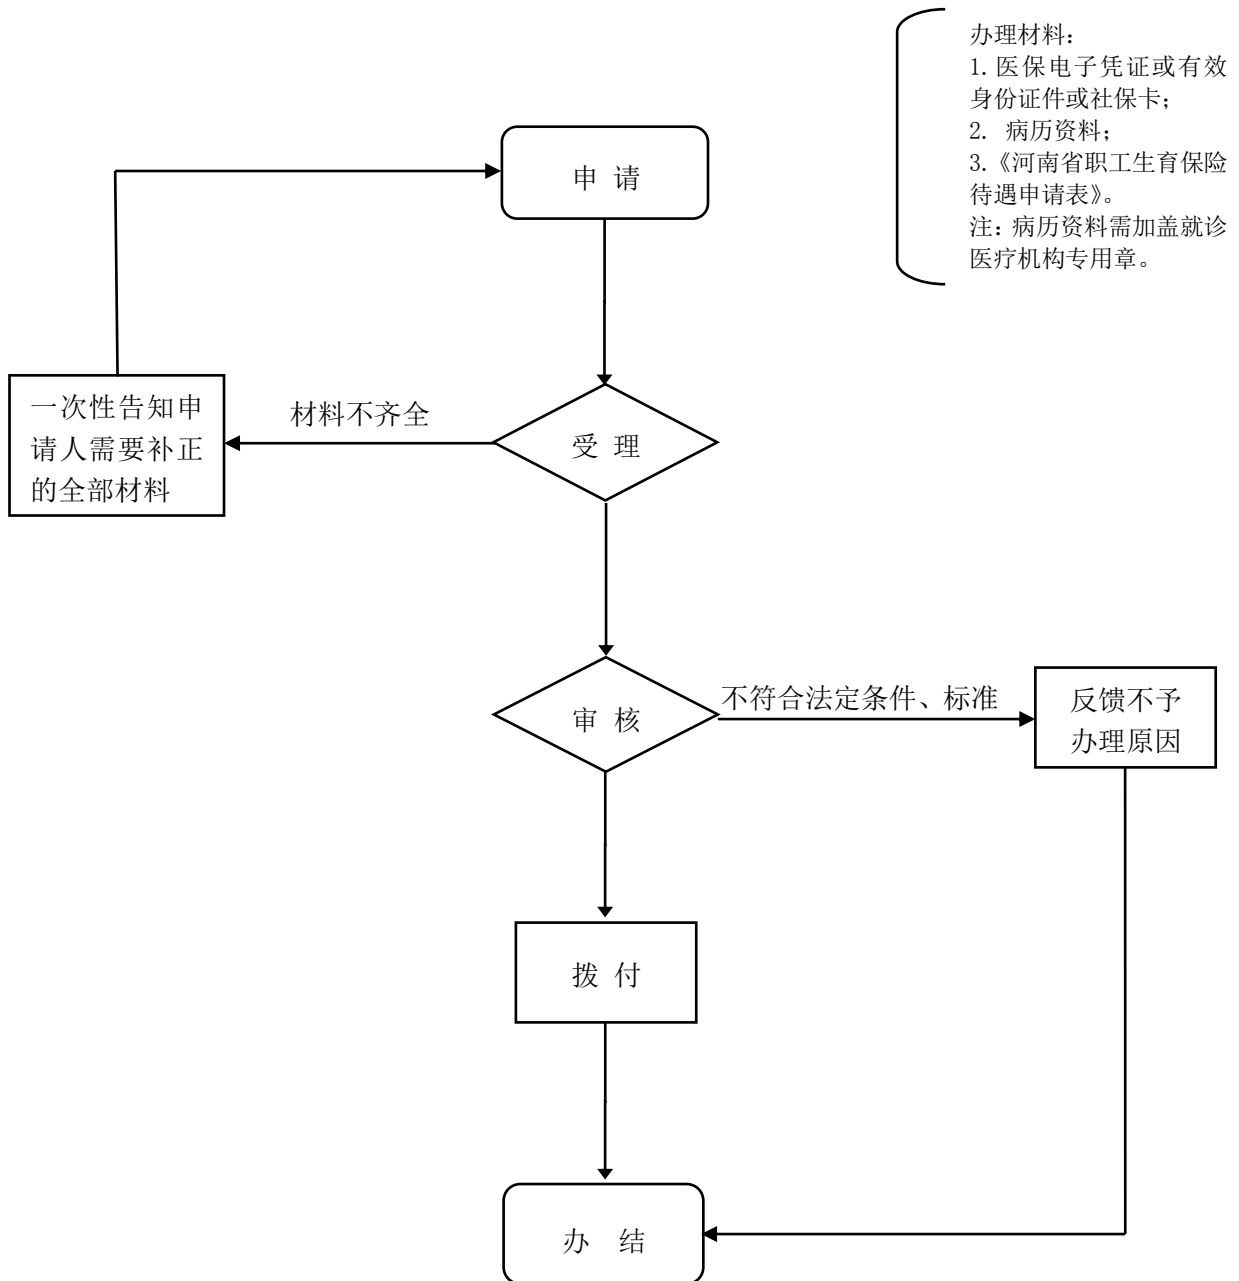 办理材料：
1.医保电子凭证或有效
身份证件或社保卡；
2. 病历资料；
3.《河南省职工生育保险
待遇申请表》。
注：病历资料需加盖就诊
医疗机构专用章。
申 请
一次性告知申
请人需要补正
的全部材料
材料不齐全
受 理
审 核
不符合法定条件、标准
反馈不予
办理原因
拨 付
办 结